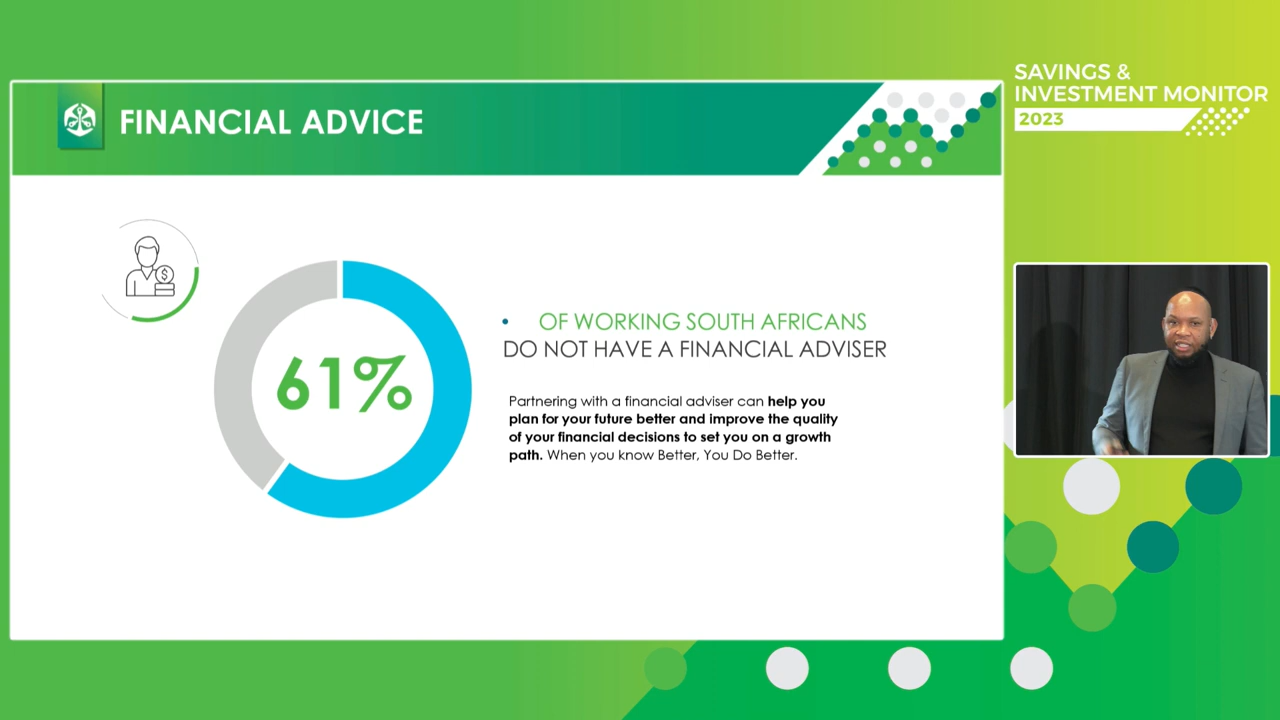 FINANCIAL ADVICE
SAVINGS &
INVESTMENT MONITOR
2023
61%
• OF WORKING SOUTH AFRICANS
DO NOT HAVE A FINANCIAL ADVISER
Partnering with a financial adviser can help you
plan for your future better and improve the quality
of your financial decisions to set you on a growth
path. When you know Better, You Do Better.
$